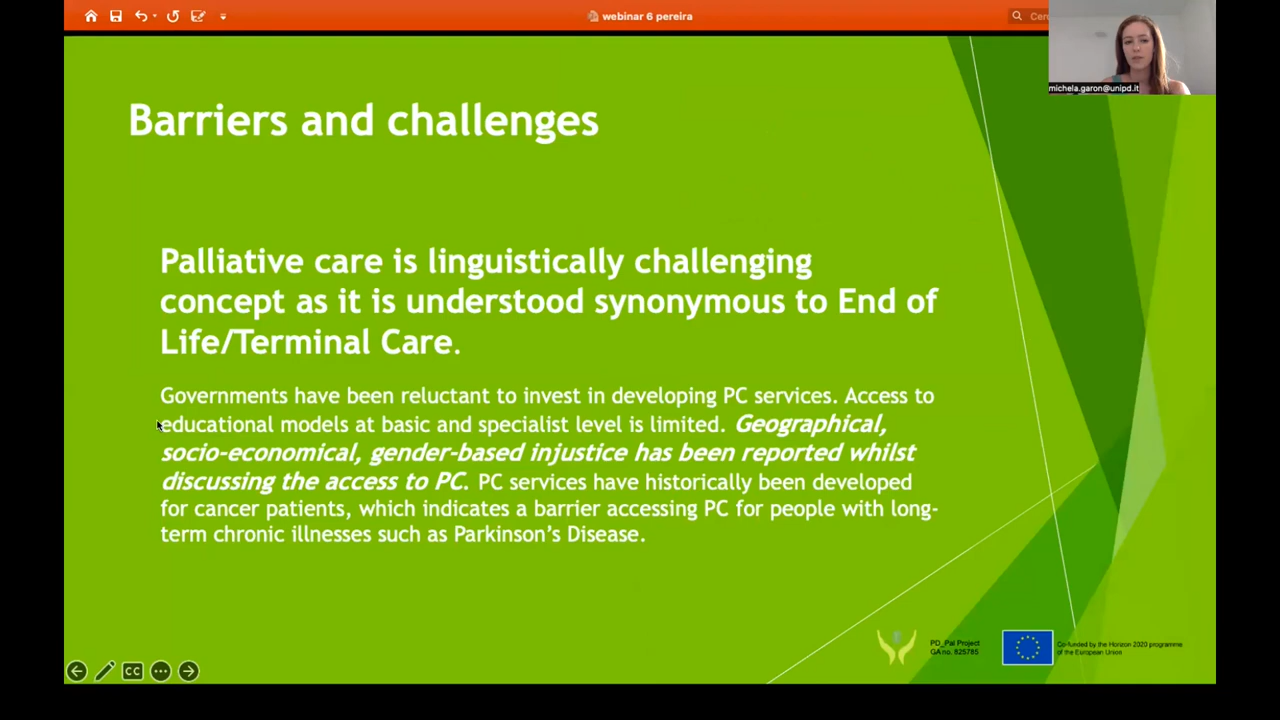 webinar 6 pereira
Cer
michela.garon@unipd.it
Barriers and challenges
Palliative care is linguistically challenging
concept as it is understood synonymous to End of
Life/Terminal Care.
Governments have been reluctant to invest in developing PC services. Access to
educational models at basic and specialist level is limited. Geographical,
socio-economical, gender-based injustice has been reported whilst
discussing the access to PC. PC services have historically been developed
for cancer patients, which indicates a barrier accessing PC for people with long-
term chronic illnesses such as Parkinson's Disease.
PD_Pal Project
GA no. 825785
Co-funded by the Horizon 2020 programme
of the European Union
CC